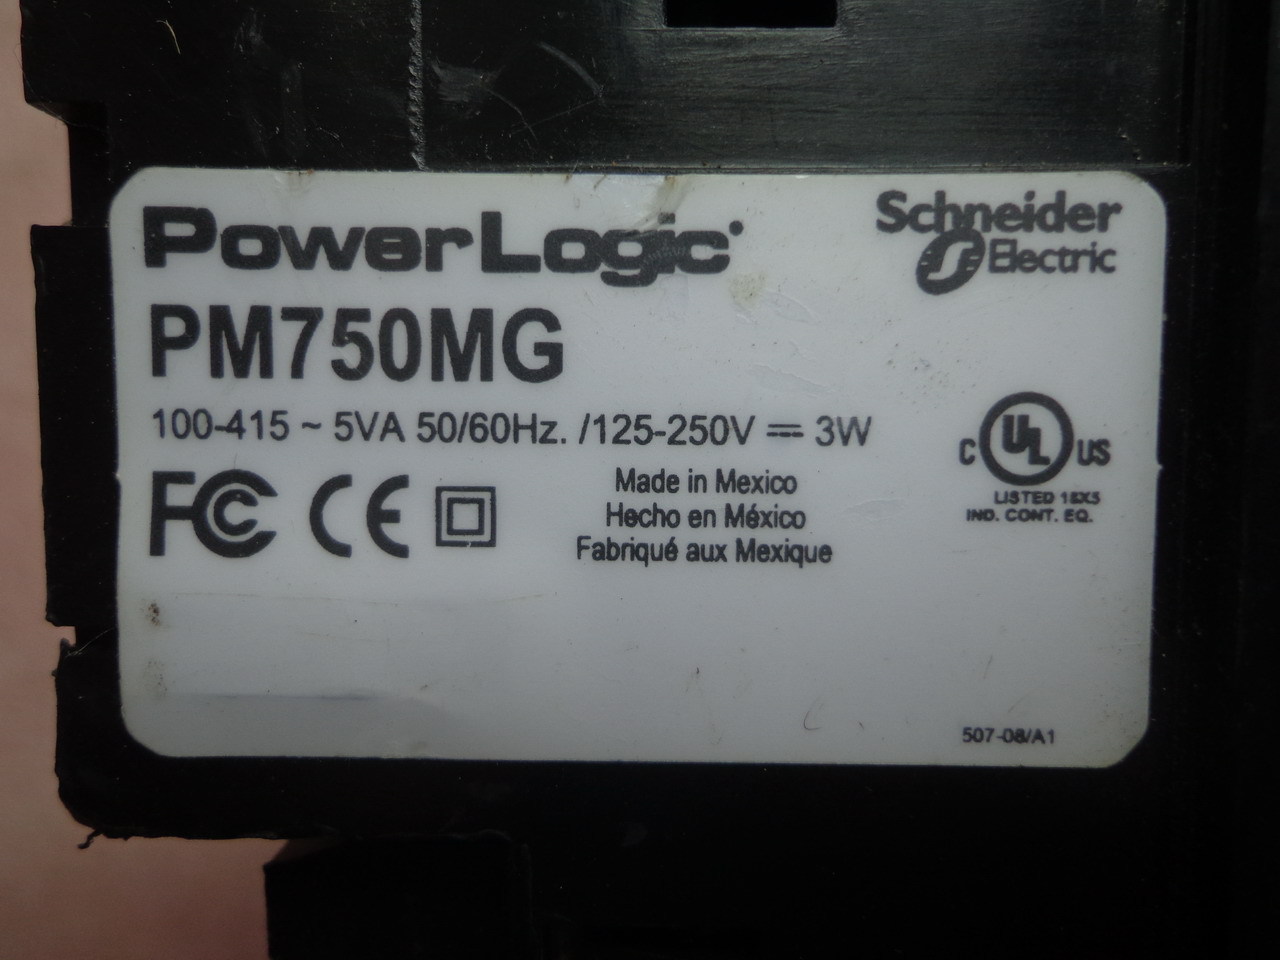 PowerLogic
Schneider
Electric
PM750MG
100-415 ~ 5VA 50/60Hz. /125-250V ⎓ 3W
FC CE
Made in Mexico
Hecho en México
Fabriqué aux Mexique
C UL US
LISTED 18X5
IND. CONT. EQ.
507-08/A1